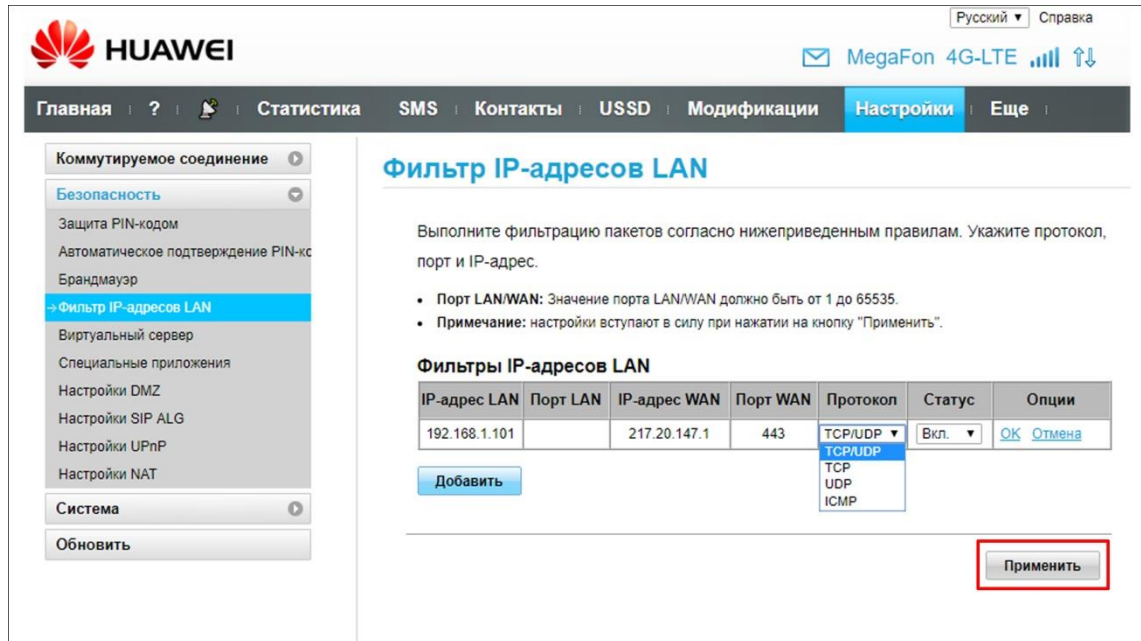 Русский ▼ Справка
HUAWEI
MegaFon 4G-LTE
Главная ? Статистика SMS Контакты USSD Модификации Настройки Еще
Коммутируемое соединение
Безопасность
Защита PIN-кодом
Автоматическое подтверждение PIN-кс
Брандмауэр
→Фильтр IP-адресов LAN
Виртуальный сервер
Специальные приложения
Настройки DMZ
Настройки SIP ALG
Настройки UPnP
Настройки NAT
Система
Обновить
Фильтр IP-адресов LAN
Выполните фильтрацию пакетов согласно нижеприведенным правилам. Укажите протокол,
порт и IP-адрес.
• Порт LAN/WAN: Значение порта LAN/WAN должно быть от 1 до 65535.
• Примечание: настройки вступают в силу при нажатии на кнопку "Применить".
Фильтры IP-адресов LAN
IP-адрес LAN Порт LAN IP-адрес WAN Порт WAN Протокол Статус Опции
192.168.1.101 217.20.147.1 443 TCP/UDP ▼ Вкл. ▼ OK Отмена
TCP/UDP
TCP
UDP
ICMP
Добавить
Применить